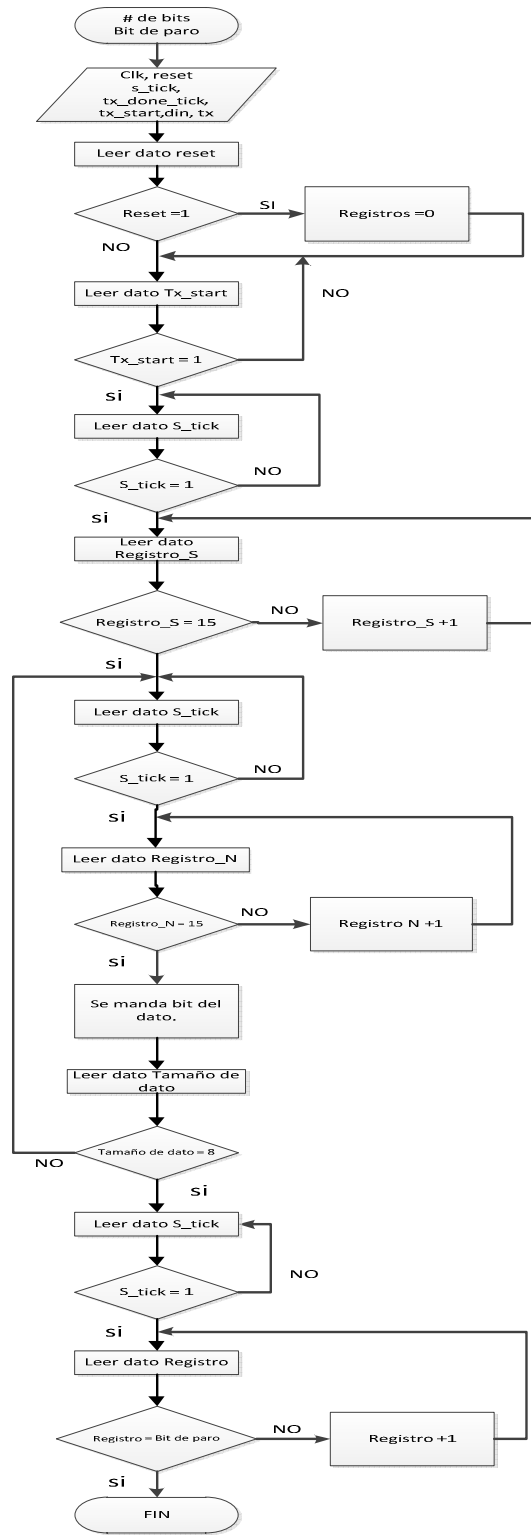 # de bits
Bit de paro
Clk, reset
s_tick,
tx_done_tick,
tx_start,din, tx
Leer dato reset
Reset =1
SI
Registros =0
NO
Leer dato Tx_start
NO
Tx_start = 1
si
Leer dato S_tick
S_tick = 1
NO
si
Leer dato
Registro_S
Registro_S = 15
NO
Registro_S +1
si
Leer dato S_tick
S_tick = 1
NO
si
Leer dato Registro_N
Registro_N = 15
NO
Registro N +1
si
Se manda bit del
dato.
Leer dato Tamaño de
dato
Tamaño de dato = 8
NO
si
Leer dato S_tick
S_tick = 1
NO
si
Leer dato Registro
Registro = Bit de paro
NO
Registro +1
si
FIN